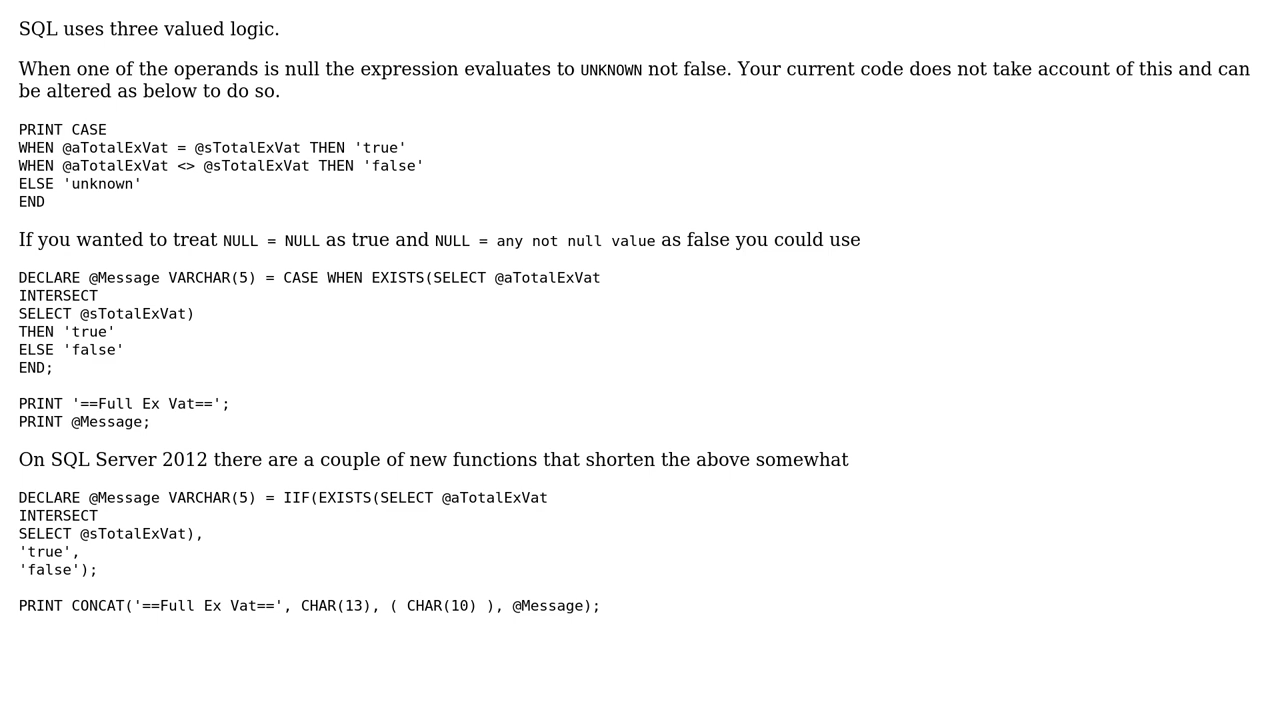 SQL uses three valued logic.
When one of the operands is null the expression evaluates to UNKNOWN not false. Your current code does not take account of this and can
be altered as below to do so.
PRINT CASE
WHEN @aTotalExVat = @sTotalExVat THEN 'true'
WHEN @aTotalExVat <> @sTotalExVat THEN 'false'
ELSE 'unknown'
END
If you wanted to treat NULL = NULL as true and NULL = any not null value as false you could use
DECLARE @Message VARCHAR(5) = CASE WHEN EXISTS(SELECT @aTotalExVat
INTERSECT
SELECT @sTotalExVat)
THEN 'true'
ELSE 'false'
END;
PRINT '==Full Ex Vat==';
PRINT @Message;
On SQL Server 2012 there are a couple of new functions that shorten the above somewhat
DECLARE @Message VARCHAR(5) = IIF(EXISTS(SELECT @aTotalExVat
INTERSECT
SELECT @sTotalExVat),
'true',
'false');
PRINT CONCAT('==Full Ex Vat==', CHAR(13), ( CHAR(10) ), @Message);